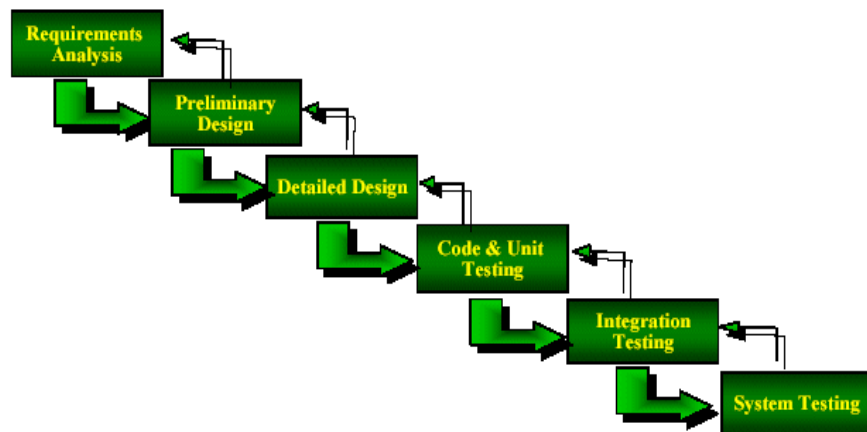 Requirements
Analysis
Preliminary
Design
Detailed Design
Code & Unit
Testing
Integration
Testing
System Testing